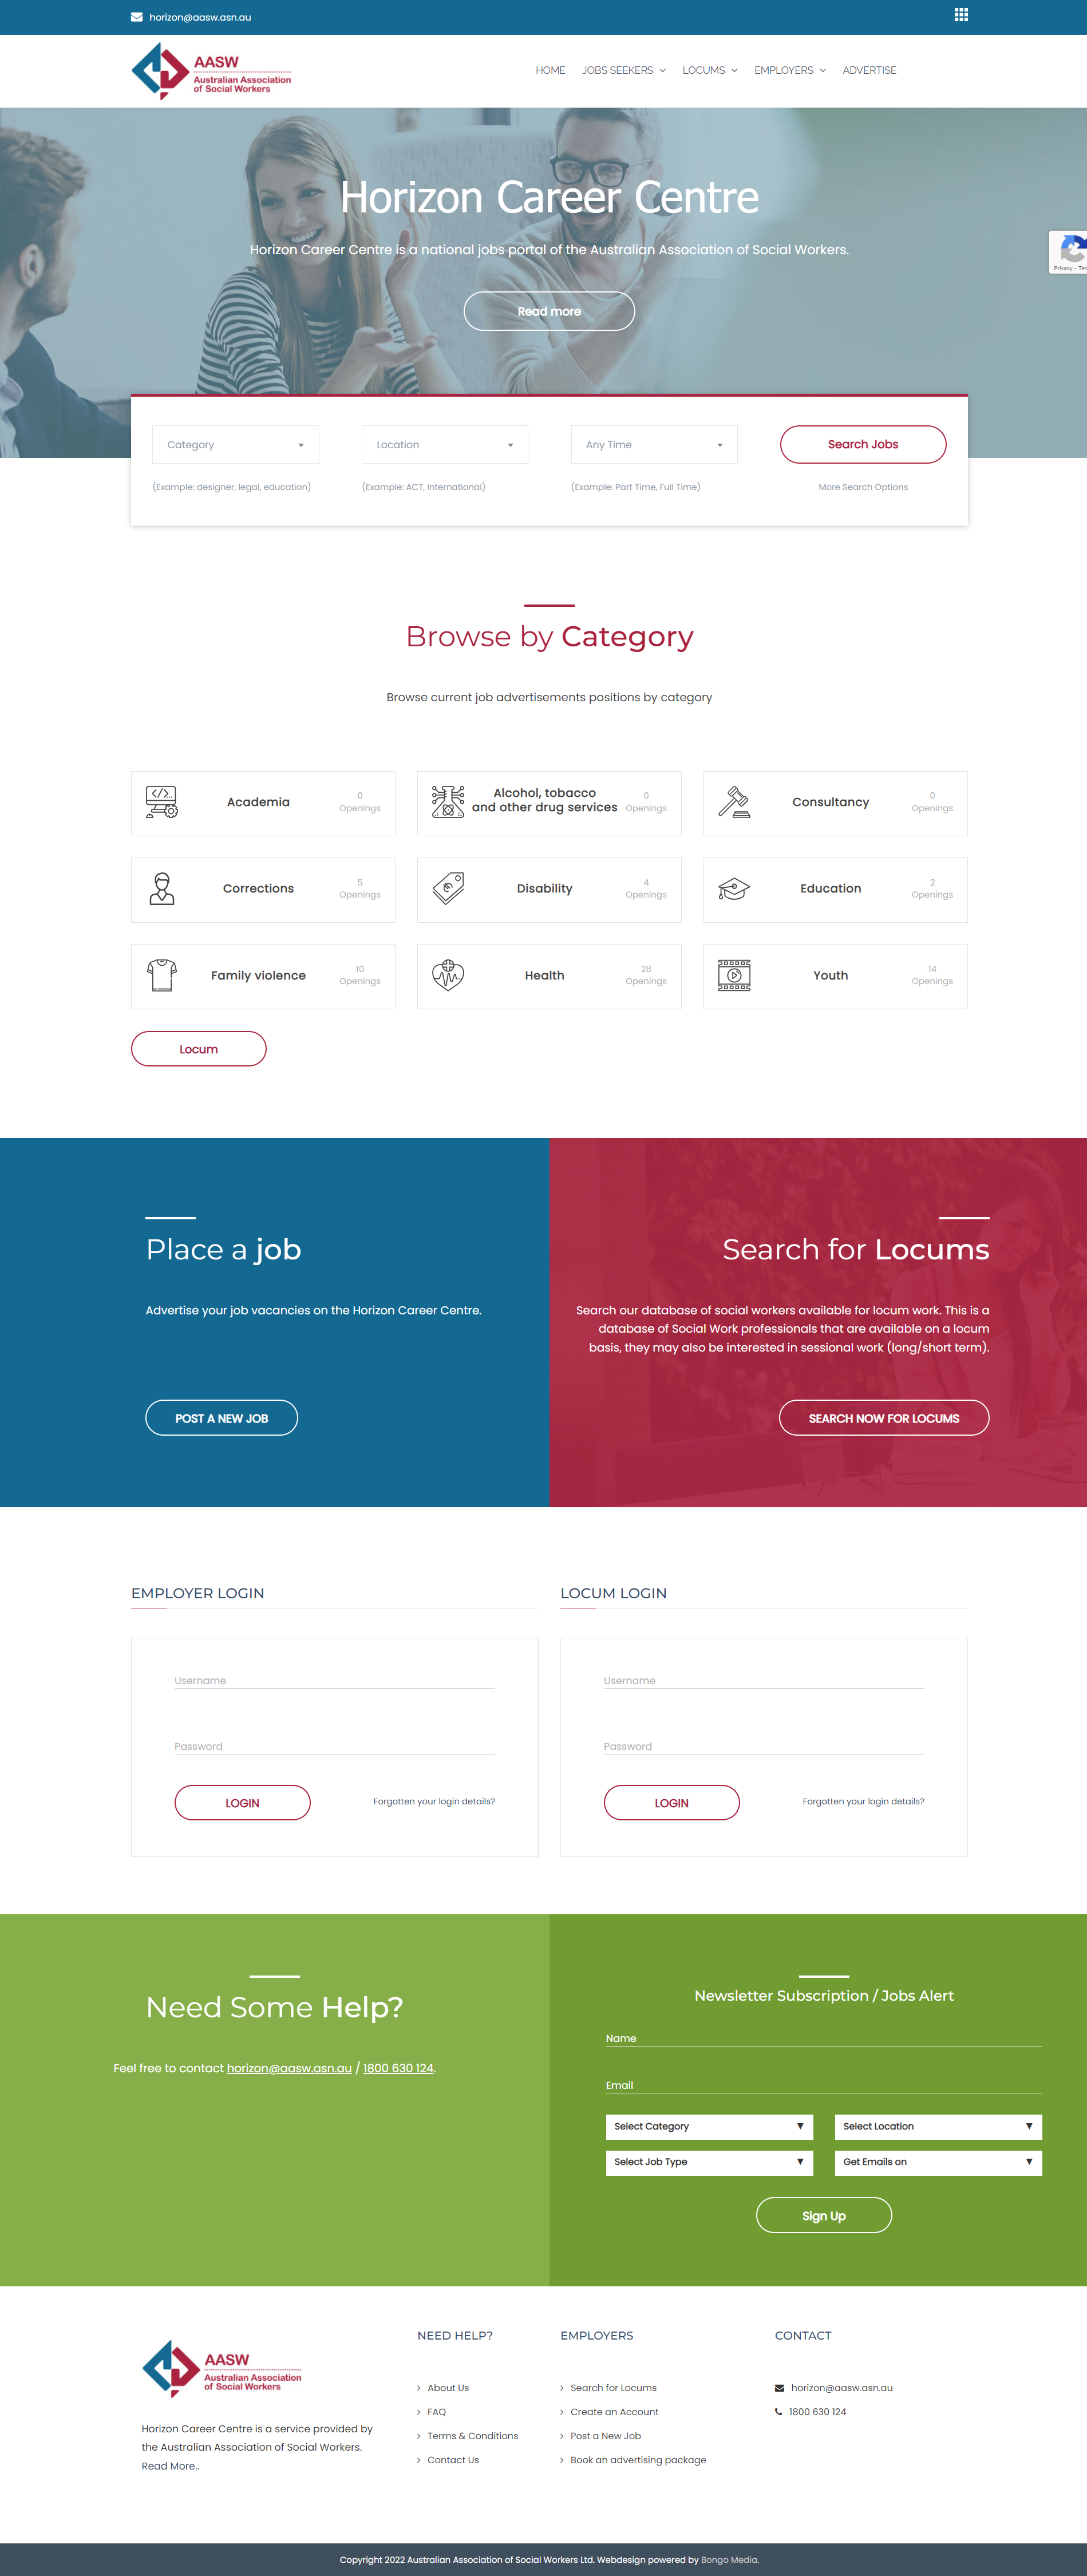 horizon@aasw.asn.au
AASW
Australian Association
of Social Workers
HOME JOBS SEEKERS LOCUMS EMPLOYERS ADVERTISE
Horizon Career Centre
Horizon Career Centre is a national jobs portal of the Australian Association of Social Workers.
Privacy -
Read more
Category Location Any Time Search Jobs
(Example: designer, legal, education) (Example: ACT, International) (Example: Part Time, Full Time) More Search Options
Browse by Category
Browse current job advertisements positions by category
Academia
0
Openings
Alcohol, tobacco
and other drug services
0
Openings
Consultancy
0
Openings
Corrections
5
Openings
Disability
4
Openings
Education
2
Openings
Family violence
10
Openings
Health
28
Openings
Youth
14
Openings
Locum
Place a job
Advertise your job vacancies on the Horizon Career Centre.
POST A NEW JOB
Search for Locums
Search our database of social workers available for locum work. This is a
database of Social Work professionals that are available on a locum
basis, they may also be interested in sessional work (long/short term).
SEARCH NOW FOR LOCUMS
EMPLOYER LOGIN
Username
Password
LOGIN Forgotten your login details?
LOCUM LOGIN
Username
Password
LOGIN Forgotten your login details?
Need Some Help?
Feel free to contact horizon@aasw.asn.au / 1800 630 124.
Newsletter Subscription / Jobs Alert
Name
Email
Select Category ▼ Select Location ▼
Select Job Type ▼ Get Emails on ▼
Sign Up
AASW
Australian Association
of Social Workers
Horizon Career Centre is a service provided by
the Australian Association of Social Workers.
Read More..
NEED HELP?
About Us
FAQ
Terms & Conditions
Contact Us
EMPLOYERS
Search for Locums
Create an Account
Post a New Job
Book an advertising package
CONTACT
horizon@aasw.asn.au
1800 630 124
Copyright 2022 Australian Association of Social Workers Ltd. Webdesign powered by Bongo Media.